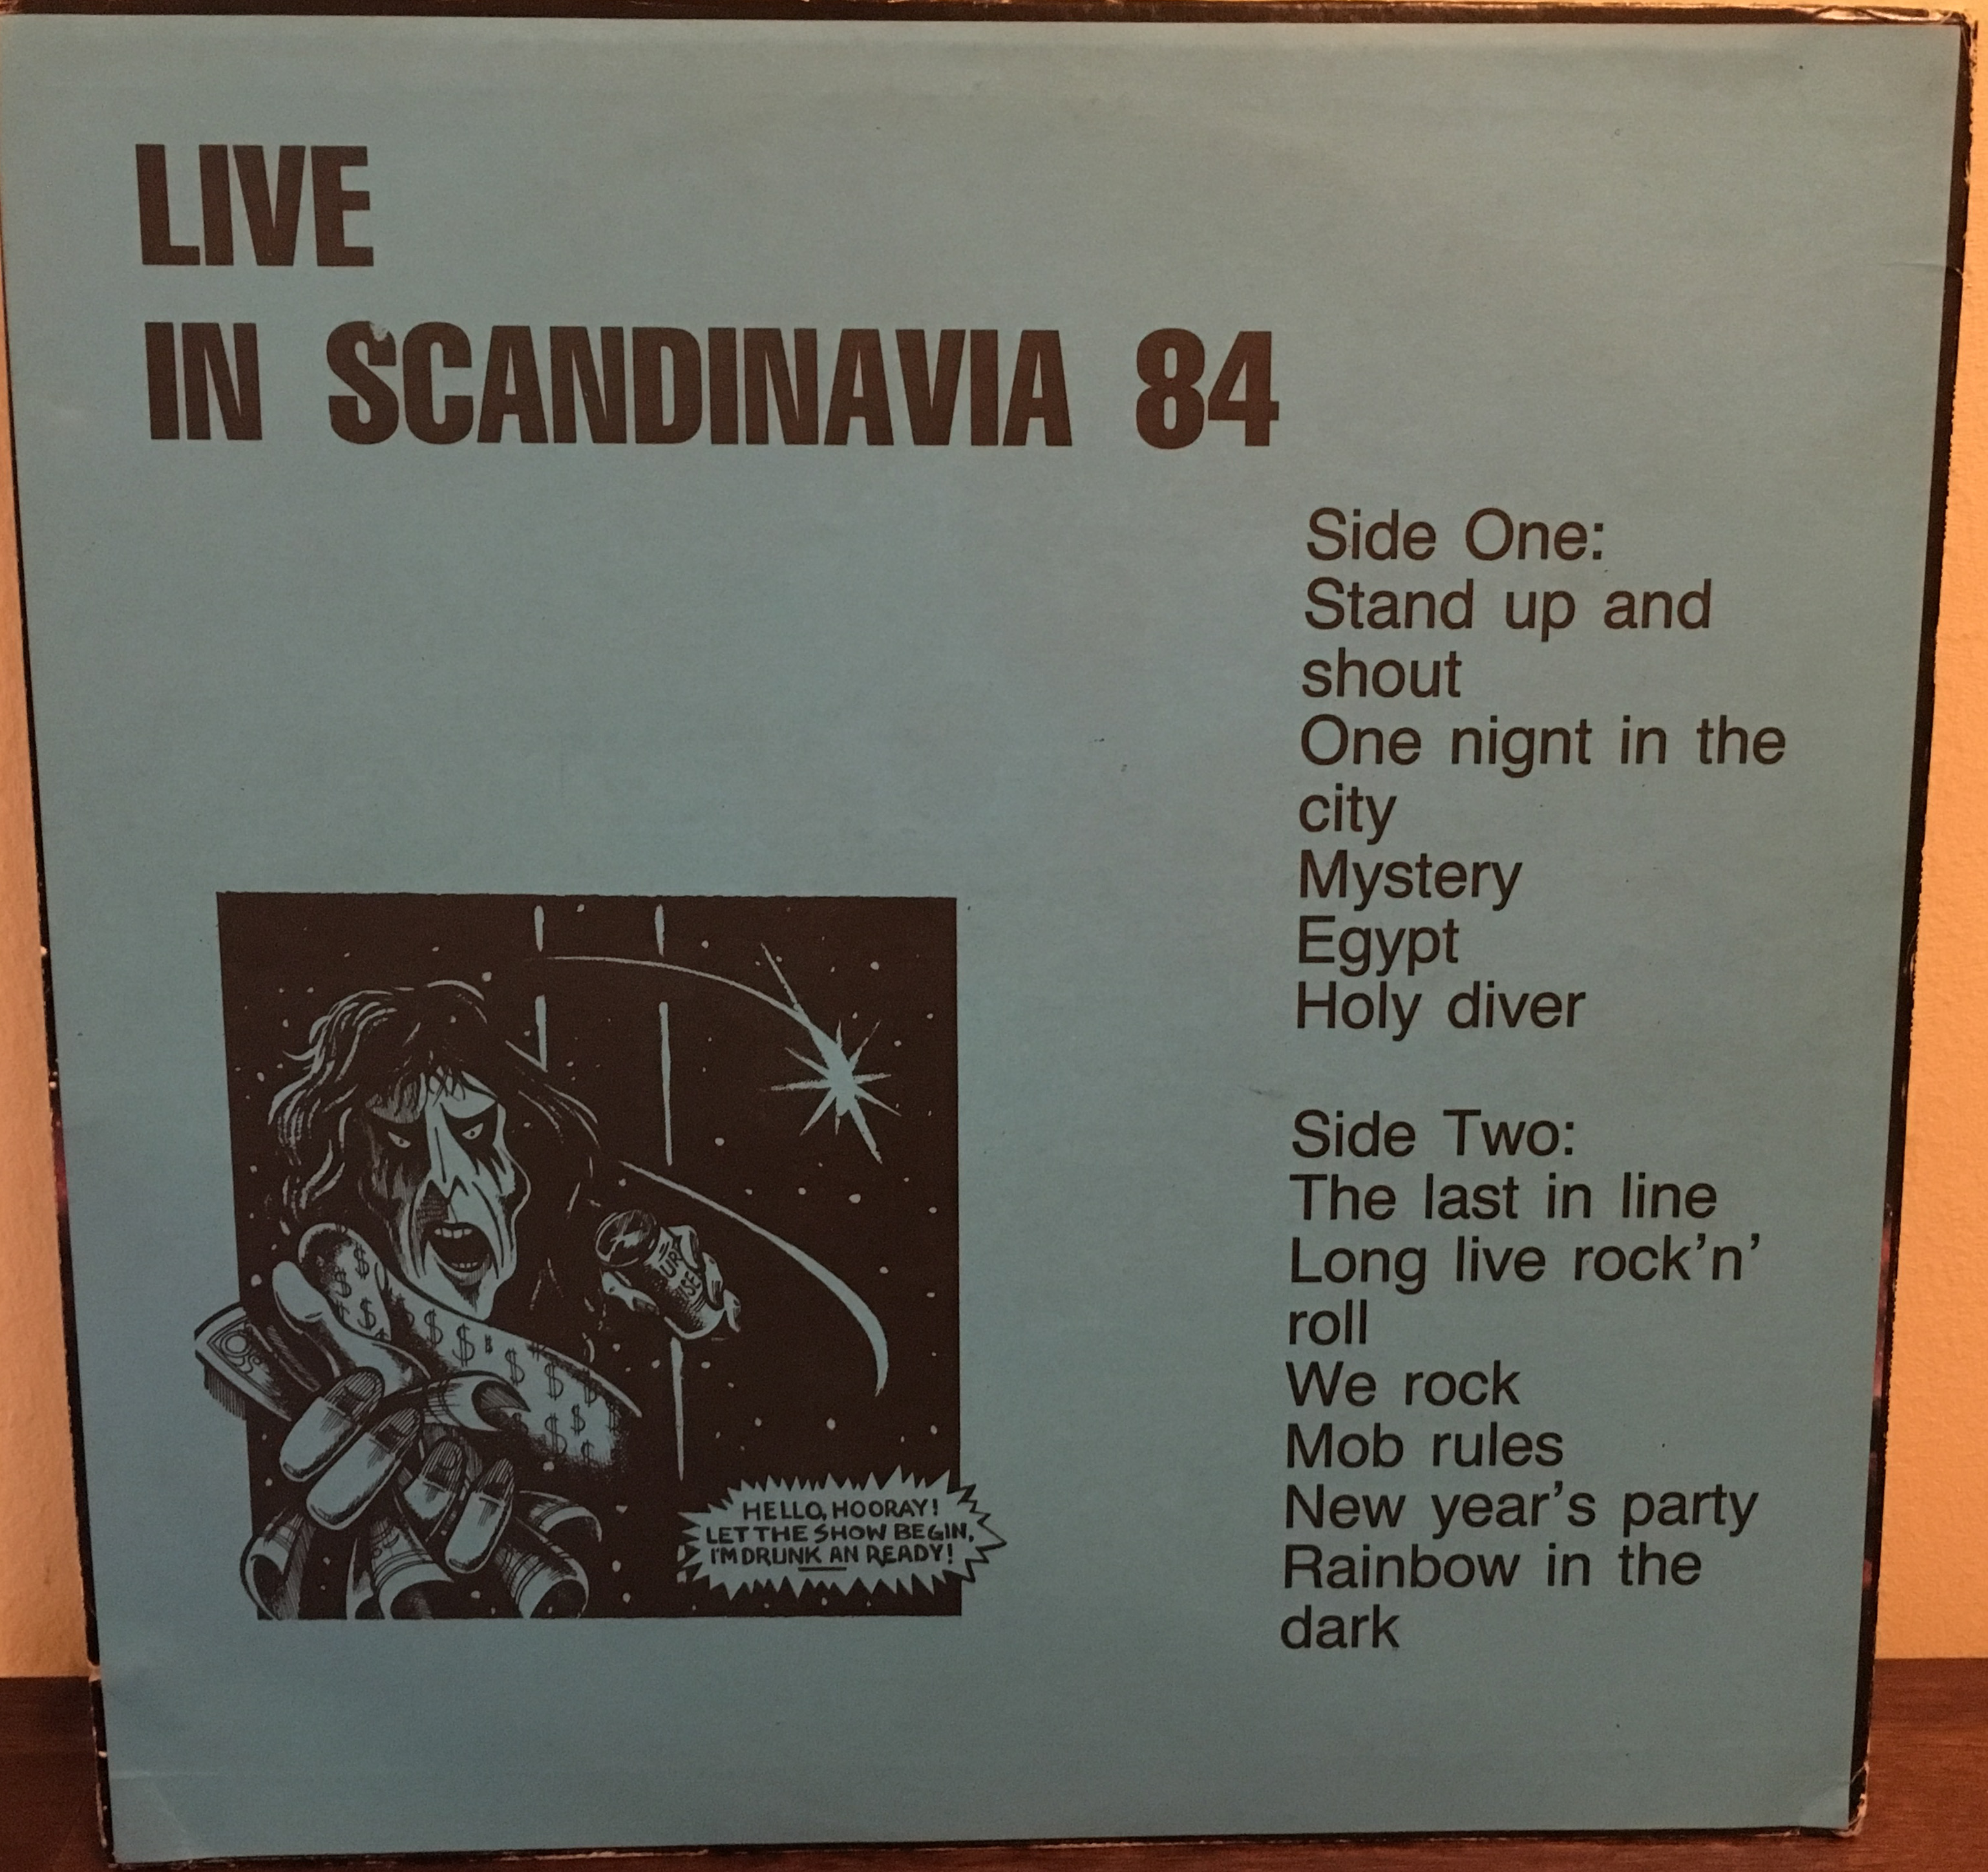 LIVE
IN SCANDINAVIA 84
Side One:
Stand up and
shout
One nignt in the
city
Mystery
Egypt
Holy diver
Side Two:
The last in line
Long live rock'n'
roll
We rock
Mob rules
New year's party
Rainbow in the
dark
HELLO, HOORAY!
LET THE SHOW BEGIN,
I'M DRUNK AN READY!